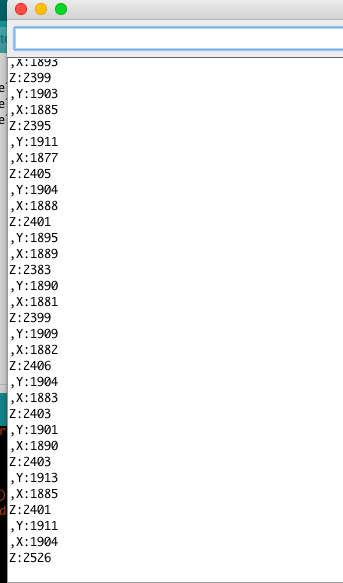 ,X:1893
Z:2399
,Y:1903
,X:1885
Z:2395
,Y:1911
,X:1877
Z:2405
,Y:1904
,X:1888
Z:2401
,Y:1895
,X:1889
Z:2383
,Y:1890
,X:1881
Z:2399
,Y:1909
,X:1882
Z:2406
,Y:1904
,X:1883
Z:2403
,Y:1901
,X:1890
Z:2403
,Y:1913
,X:1885
Z:2401
,Y:1911
,X:1904
Z:2526